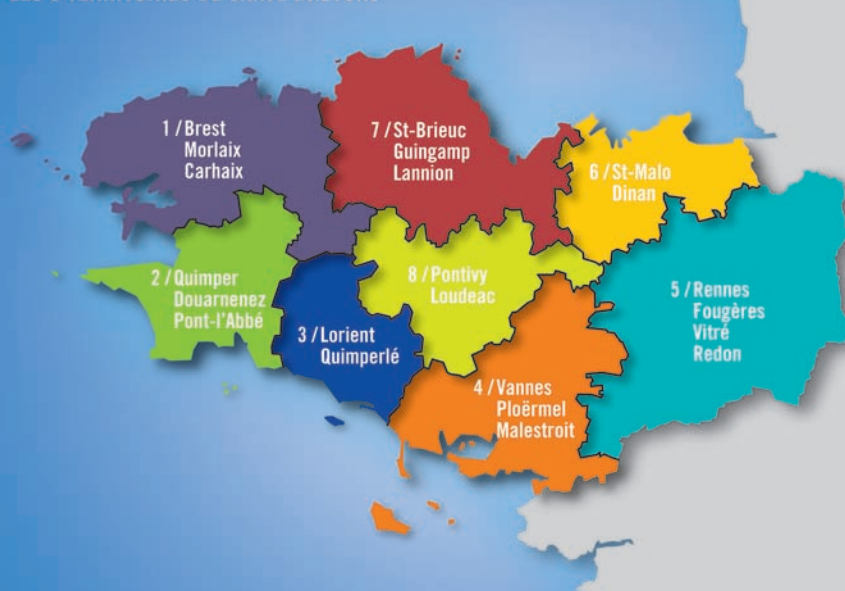 1 / Brest
Morlaix
Carhaix
7 / St-Brieuc
Guingamp
Lannion
6 / St-Malo
Dinan
2 / Quimper
Douarnenez
Pont-l'Abbé
8 / Pontivy
Loudeac
5 / Rennes
Fougères
Vitré
Redon
3 / Lorient
Quimperlé
4 / Vannes
Ploërmel
Malestroit